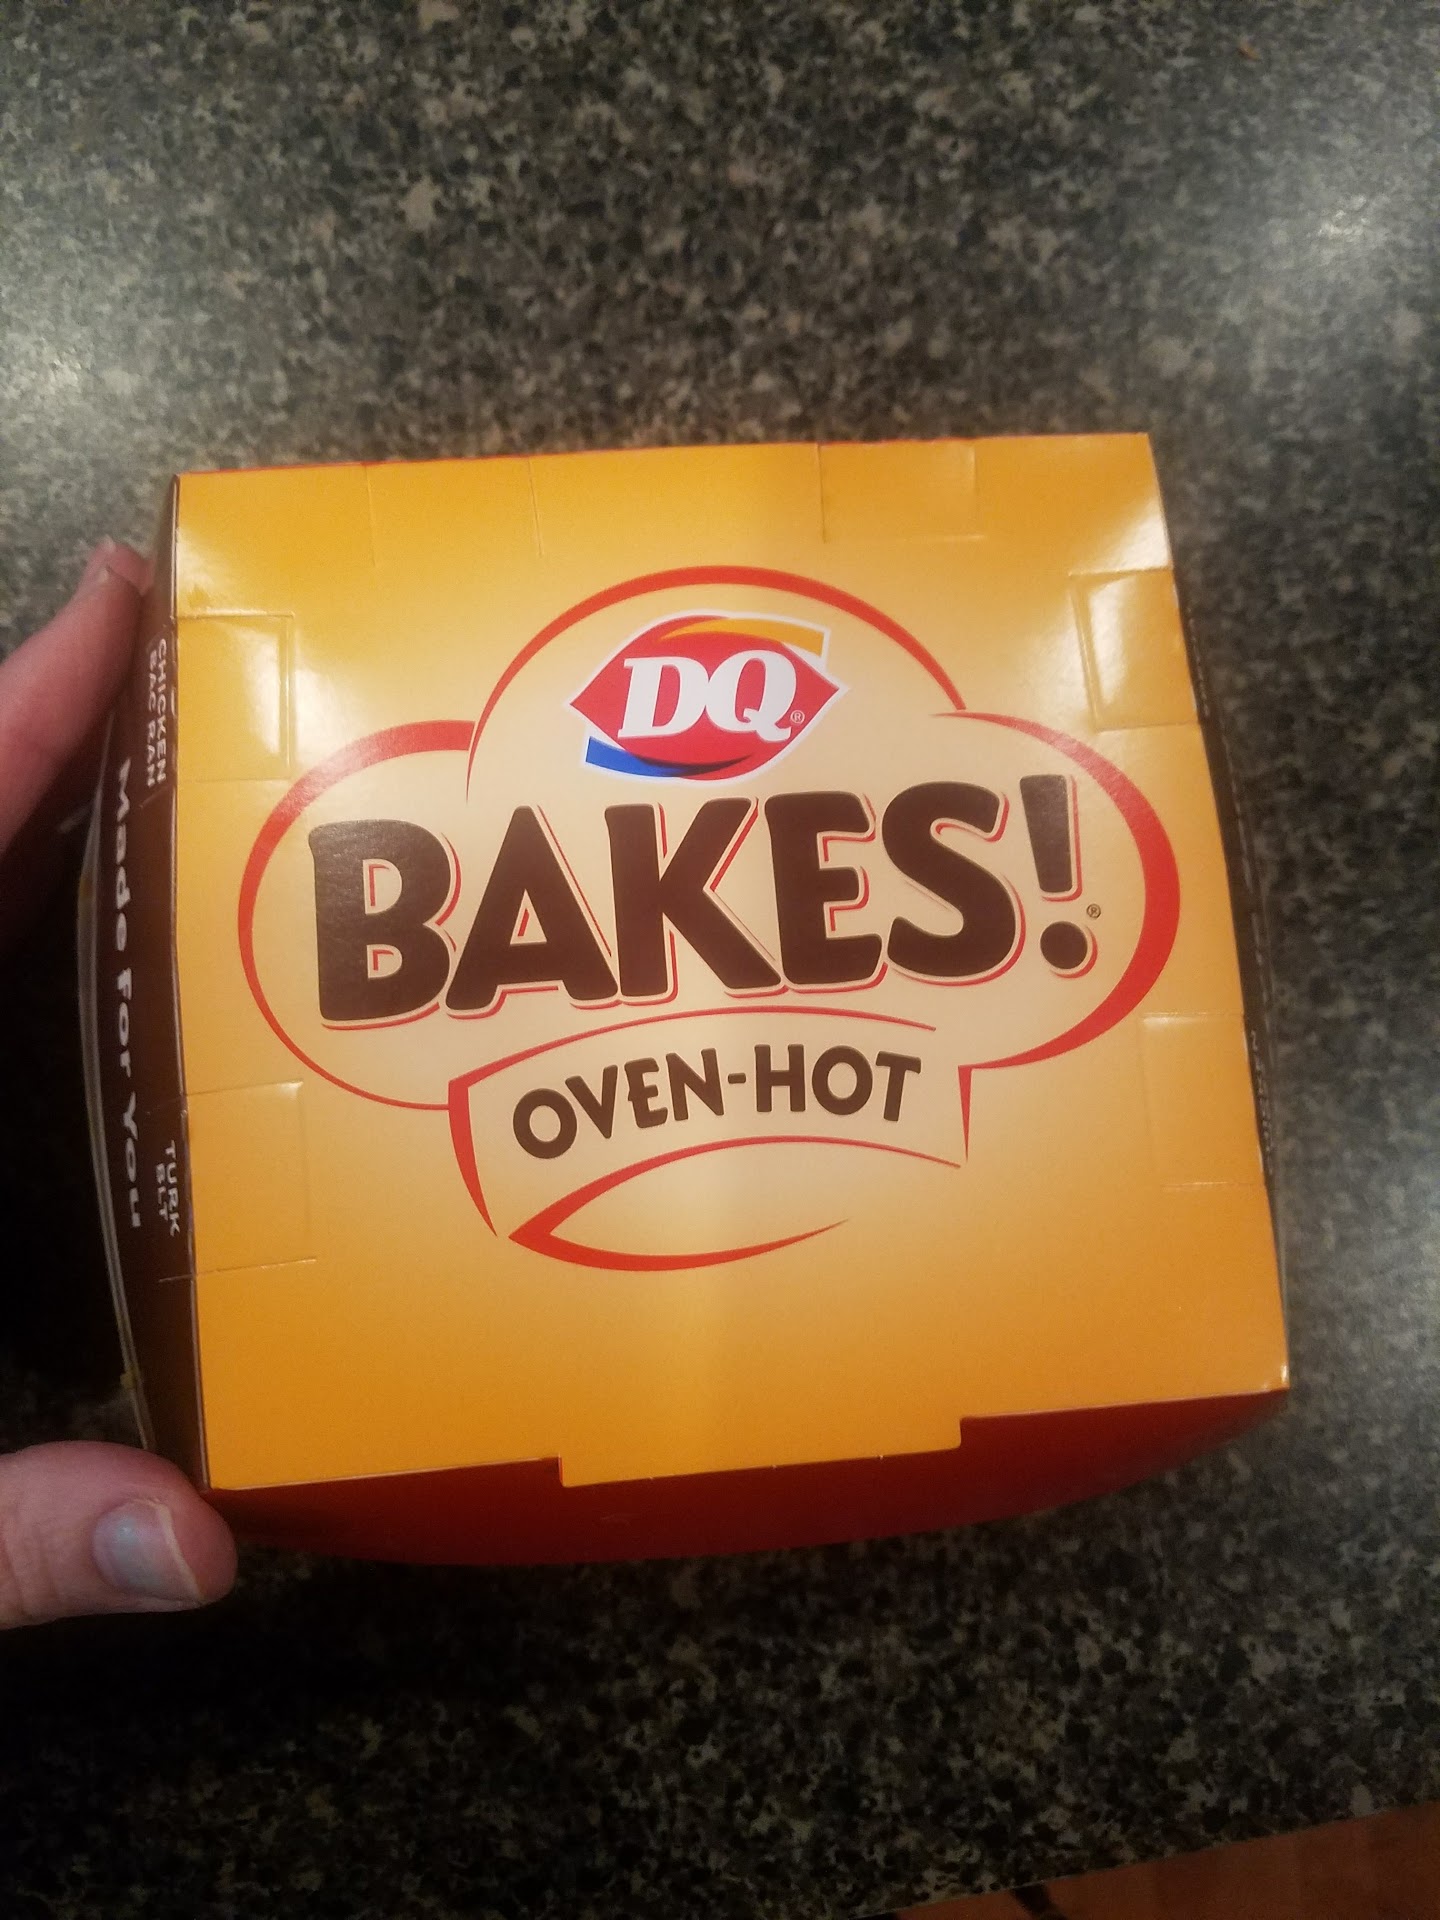 DQ®
BAKES!®
OVEN-HOT
CHICKEN
BAC RAN
Made For You
TURK
BLT